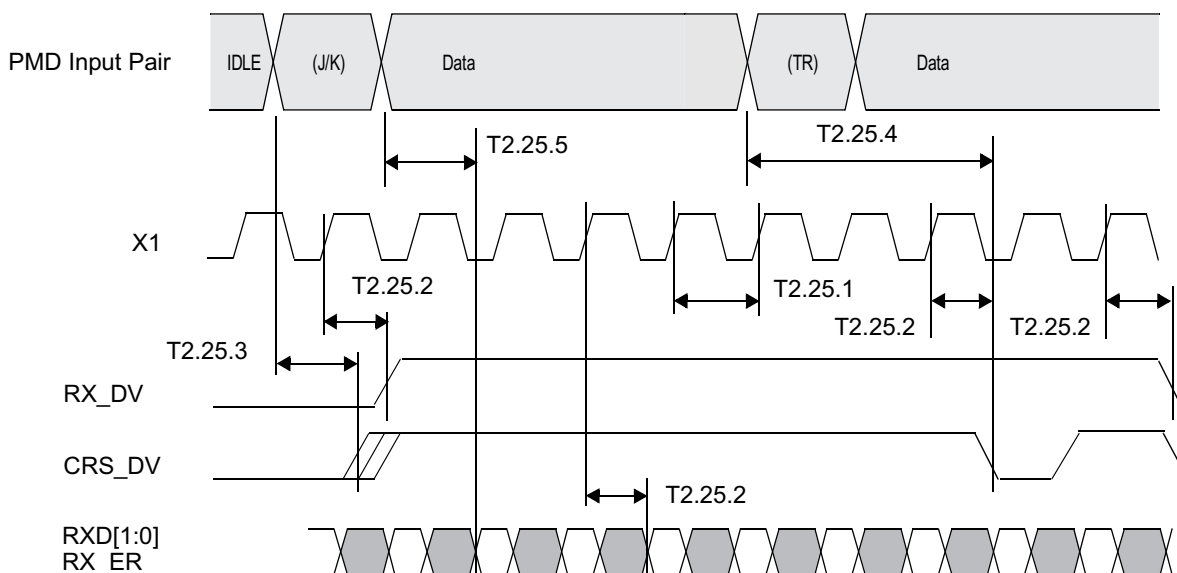 PMD Input Pair
IDLE
(J/K)
Data
(TR)
Data
T2.25.5
T2.25.4
X1
T2.25.2
T2.25.1
T2.25.2
T2.25.2
T2.25.3
RX_DV
CRS_DV
T2.25.2
RXD[1:0]
RX_ER